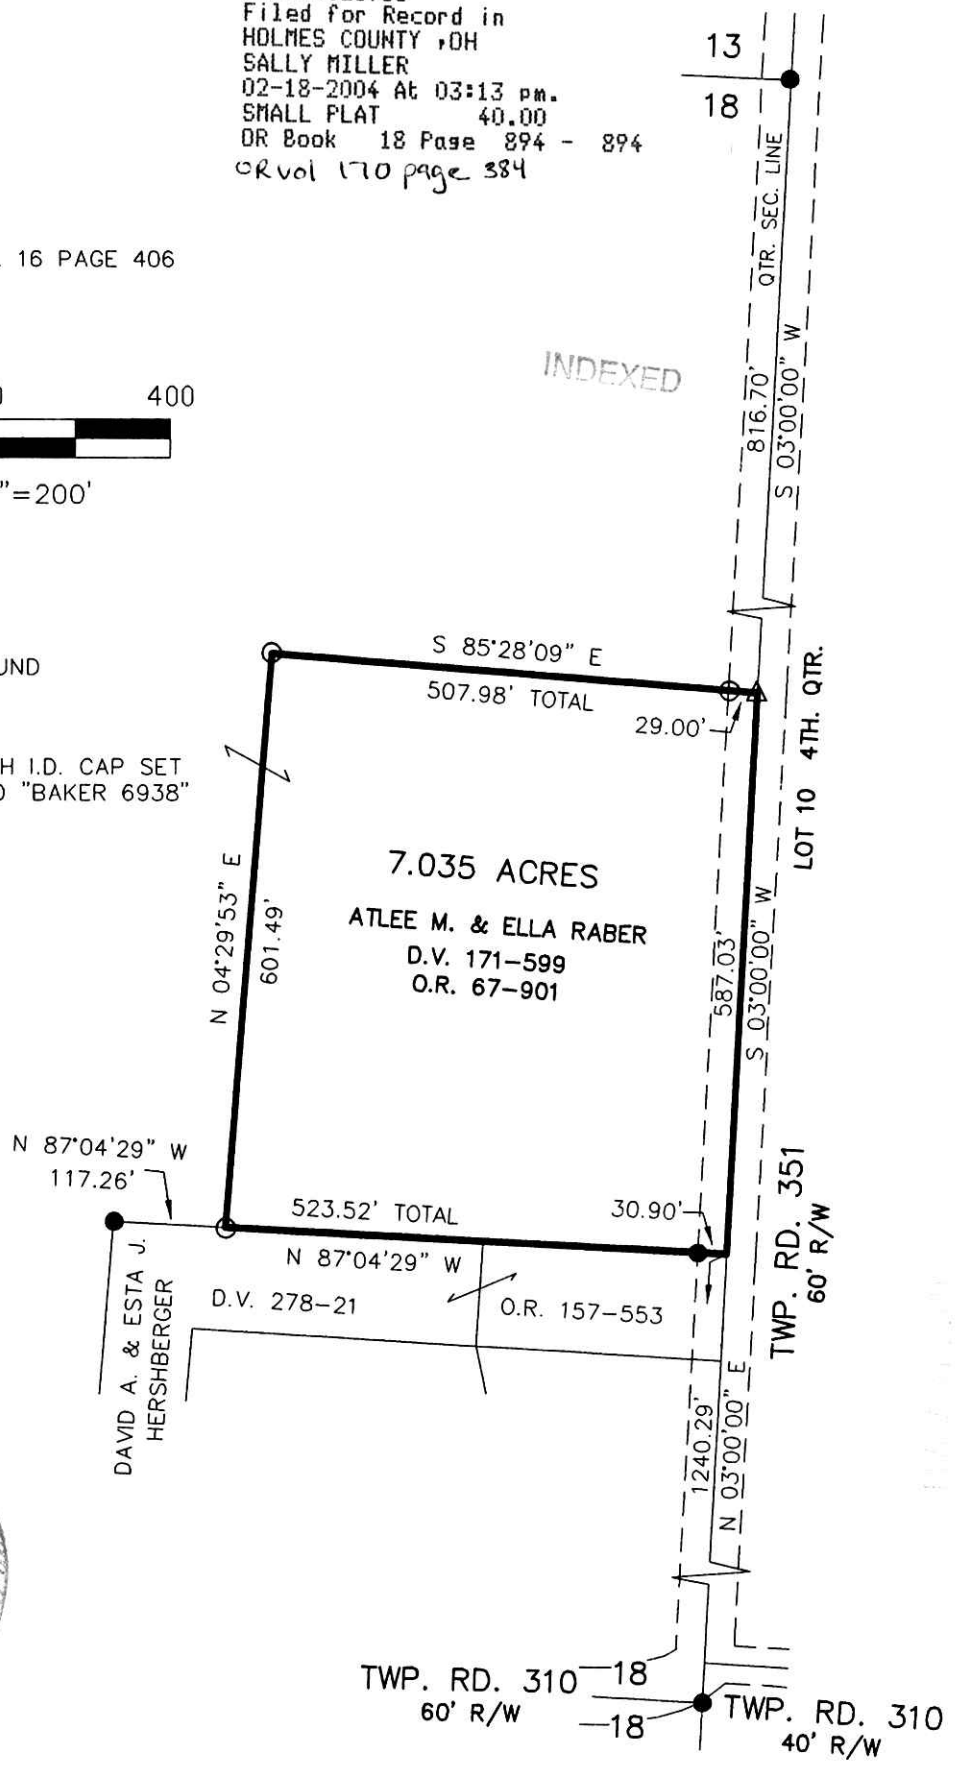 Filed for Record in
HOLMES COUNTY ,OH
SALLY MILLER
02-18-2004 At 03:13 pm.
SMALL PLAT 40.00
OR Book 18 Page 894 - 894
ORvol 170 page 384
13
18
QTR. SEC. LINE
16 PAGE 406
INDEXED
816.70'
S 03°00'00" W
400
"=200'
S 85°28'09" E
507.98' TOTAL
29.00'
LOT 10 4TH. QTR.
UND
H I.D. CAP SET
"BAKER 6938"
7.035 ACRES
ATLEE M. & ELLA RABER
D.V. 171-599
O.R. 67-901
N 04°29'53" E
601.49'
587.03'
S 03°00'00" W
N 87°04'29" W
117.26'
523.52' TOTAL
30.90'
N 87°04'29" W
TWP. RD. 351
60' R/W
D.V. 278-21
O.R. 157-553
DAVID A. & ESTA J.
HERSHBERGER
1240.29'
N 03°00'00" E
TWP. RD. 310
60' R/W
18
18
TWP. RD. 310
40' R/W